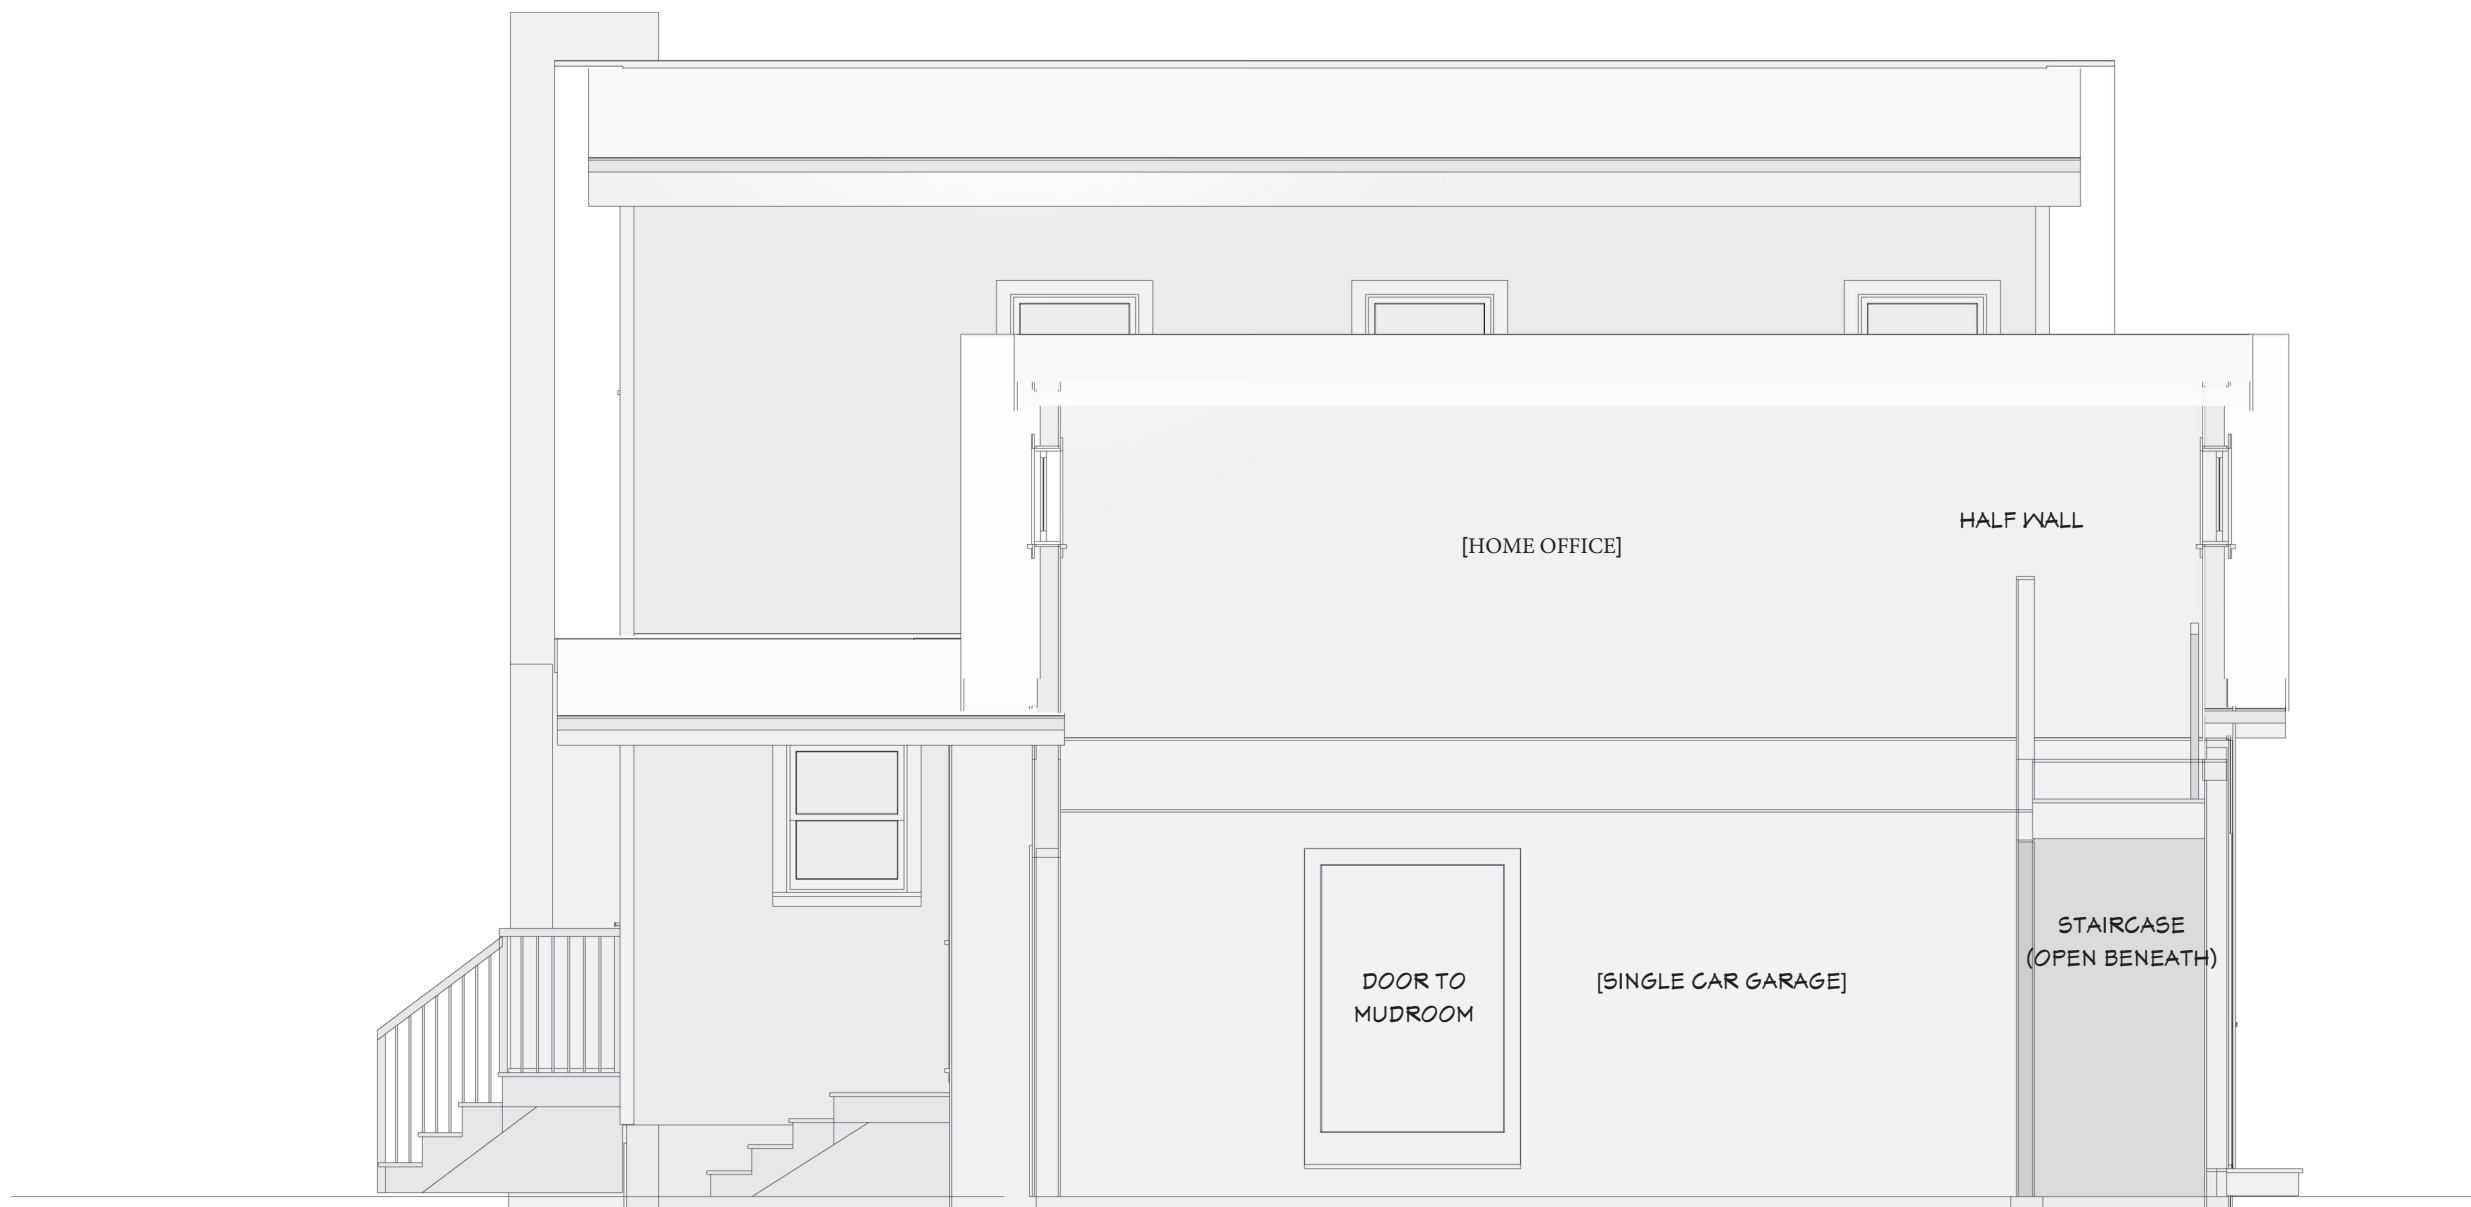 HALF WALL
[HOME OFFICE]
STAIRCASE
(OPEN BENEATH)
DOOR TO
MUDROOM
[SINGLE CAR GARAGE]